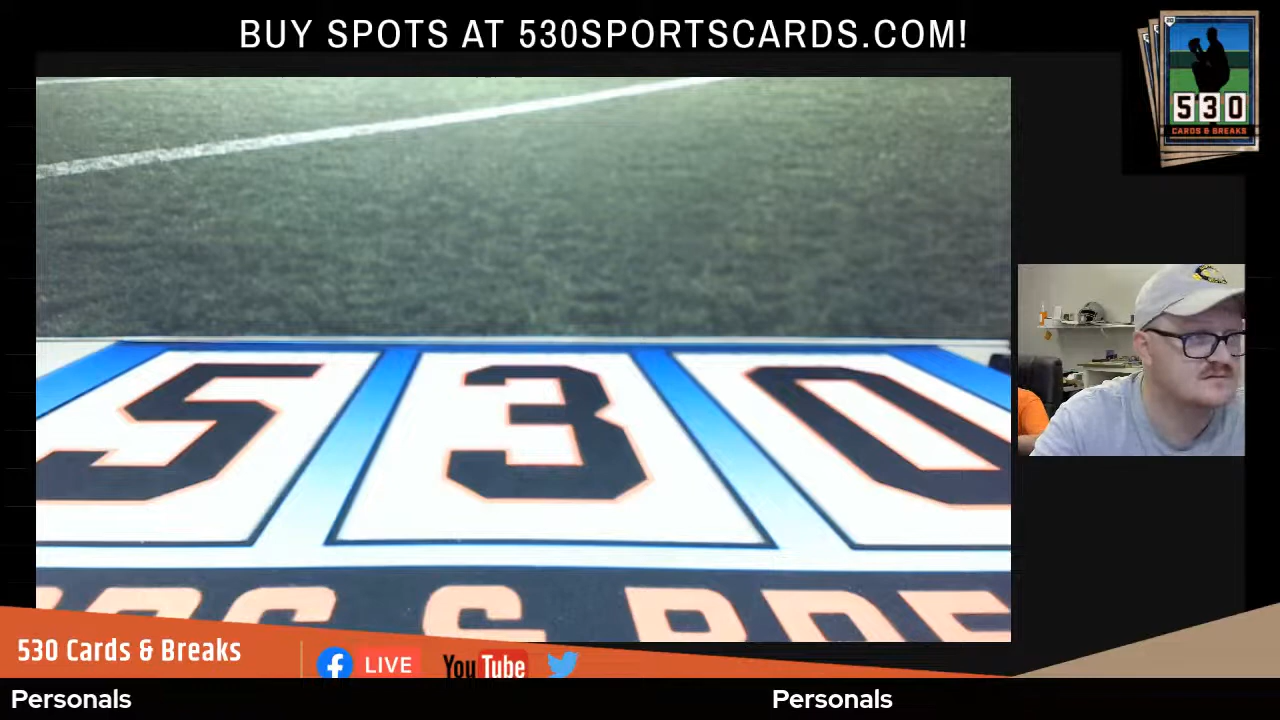 BUY SPOTS AT 530SPORTSCARDS.COM!
530
CARDS & BREAKS
530
530 Cards & Breaks
LIVE
YouTube
Personals
Personals